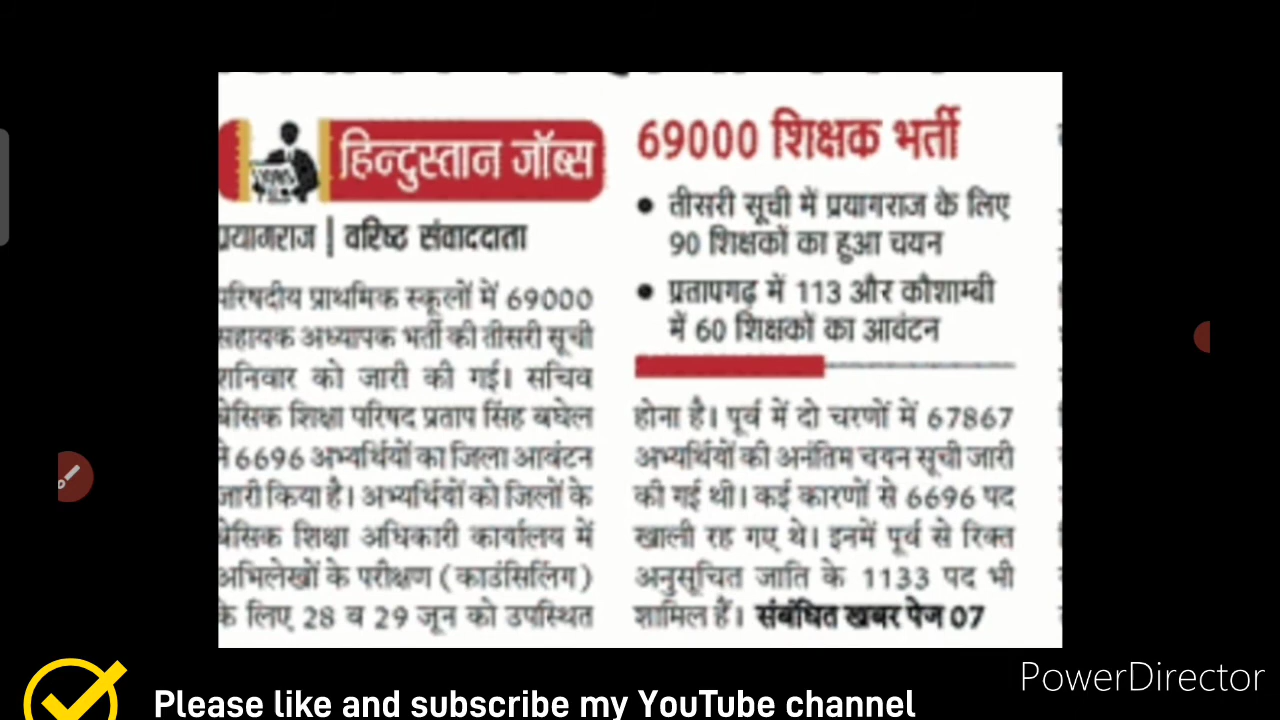 हिन्दुस्तान जॉब्स
प्रयागराज | वरिष्ठ संवाददाता
परिषदीय प्राथमिक स्कूलों में 69000
सहायक अध्यापक भर्ती की तीसरी सूची
शनिवार को जारी की गई। सचिव
बेसिक शिक्षा परिषद प्रताप सिंह बघेल
ने 6696 अभ्यर्थियों का जिला आवंटन
जारी किया है। अभ्यर्थियों को जिलों के
बेसिक शिक्षा अधिकारी कार्यालय में
अभिलेखों के परीक्षण (काउंसिलिंग)
के लिए 28 व 29 जून को उपस्थित
69000 शिक्षक भर्ती
• तीसरी सूची में प्रयागराज के लिए
90 शिक्षकों का हुआ चयन
• प्रतापगढ़ में 113 और कौशाम्बी
में 60 शिक्षकों का आवंटन
होना है। पूर्व में दो चरणों में 67867
अभ्यर्थियों की अनंतिम चयन सूची जारी
की गई थी। कई कारणों से 6696 पद
खाली रह गए थे। इनमें पूर्व से रिक्त
अनुसूचित जाति के 1133 पद भी
शामिल हैं। संबंधित खबर पेज 07
PowerDirector
Please like and subscribe my YouTube channel